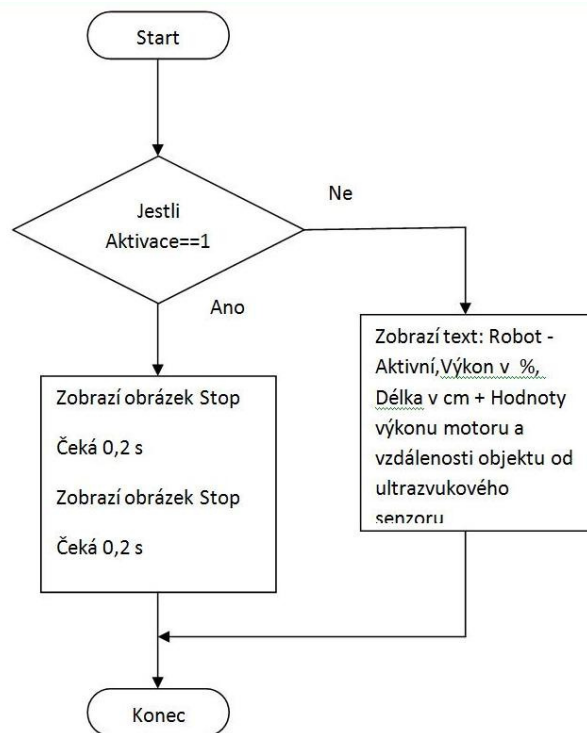 Start
Jestli
Aktivace==1
Ne
Ano
Zobrazí obrázek Stop
Čeká 0,2 s
Zobrazí obrázek Stop
Čeká 0,2 s
Zobrazí text: Robot -
Aktivní,Výkon v %,
Délka v cm + Hodnoty
výkonu motoru a
vzdálenosti objektu od
ultrazvukového
senzoru
Konec